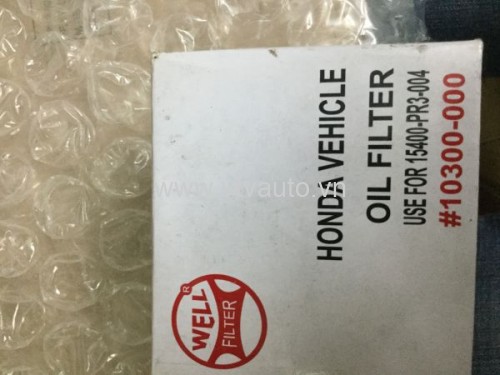 HONDA VEHICLE
OIL FILTER
USE FOR 15400-PR3-004
#10300-000
WELL
®
FILTER